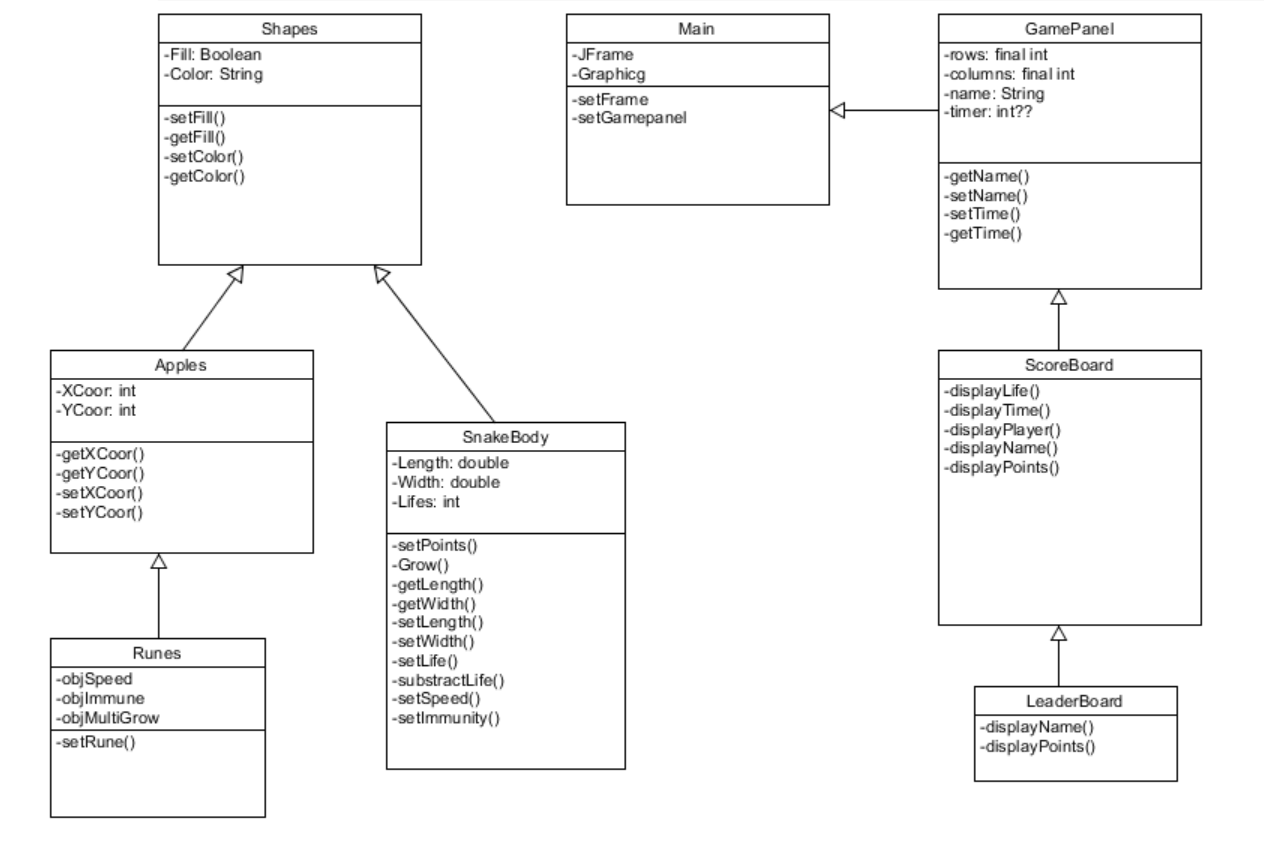 Shapes
-Fill: Boolean
-Color: String
-setFill()
-getFill()
-setColor()
-getColor()
Main
-JFrame
-Graphicg
-setFrame
-setGamepanel
GamePanel
-rows: final int
-columns: final int
-name: String
-timer: int??
-getName()
-setName()
-setTime()
-getTime()
Apples
-XCoor: int
-YCoor: int
-getXCoor()
-getYCoor()
-setXCoor()
-setYCoor()
SnakeBody
-Length: double
-Width: double
-Lifes: int
-setPoints()
-Grow()
-getLength()
-getWidth()
-setLength()
-setWidth()
-setLife()
-substractLife()
-setSpeed()
-setImmunity()
ScoreBoard
-displayLife()
-displayTime()
-displayPlayer()
-displayName()
-displayPoints()
Runes
-objSpeed
-objImmune
-objMultiGrow
-setRune()
LeaderBoard
-displayName()
-displayPoints()